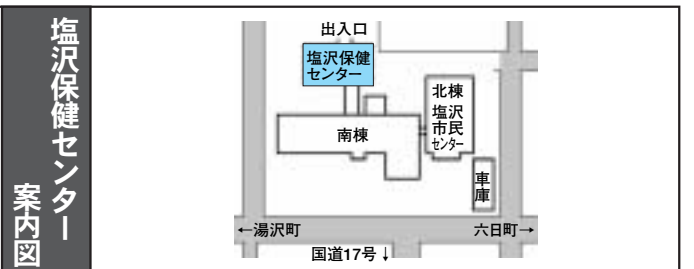 塩沢保健センター
案内図
出入口
塩沢保健
センター
北棟
塩沢
市民
センター
南棟
車庫
←湯沢町
六日町→
国道17号↓